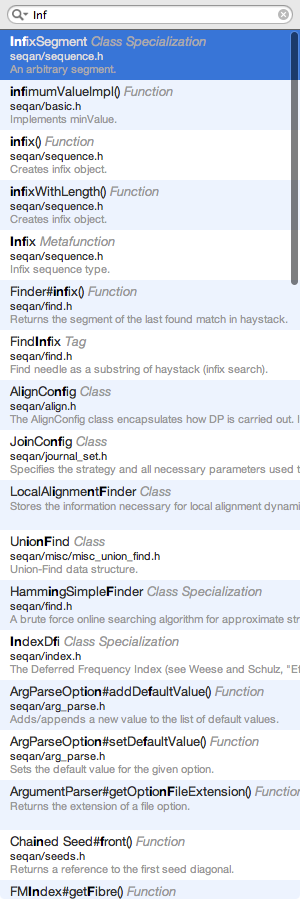 Inf
InfixSegment Class Specialization
seqan/sequence.h
An arbitrary segment.
infimumValueImpl() Function
seqan/basic.h
Implements minValue.
infix() Function
seqan/sequence.h
Creates infix object.
infixWithLength() Function
seqan/sequence.h
Creates infix object.
Infix Metafunction
seqan/sequence.h
Infix sequence type.
Finder#infix() Function
seqan/find.h
Returns the segment of the last found match in haystack.
FindInfix Tag
seqan/find.h
Find needle as a substring of haystack (infix search).
AlignConfig Class
seqan/align.h
The AlignConfig class encapsulates how DP is carried out. I
JoinConfig Class
seqan/journal_set.h
Specifies the strategy and all necessary parameters used t
LocalAlignmentFinder Class
Stores the information necessary for local alignment dynami
UnionFind Class
seqan/misc/misc_union_find.h
Union-Find data structure.
HammingSimpleFinder Class Specialization
seqan/find.h
A brute force online searching algorithm for approximate str
IndexDfi Class Specialization
seqan/index.h
The Deferred Frequency Index (see Weese and Schulz, "Ef
ArgParseOption#addDefaultValue() Function
seqan/arg_parse.h
Adds/appends a new value to the list of default values.
ArgParseOption#setDefaultValue() Function
seqan/arg_parse.h
Sets the default value for the given option.
ArgumentParser#getOptionFileExtension() Function
Returns the extension of a file option.
Chained Seed#front() Function
seqan/seeds.h
Returns a reference to the first seed diagonal.
FMIndex#getFibre() Function